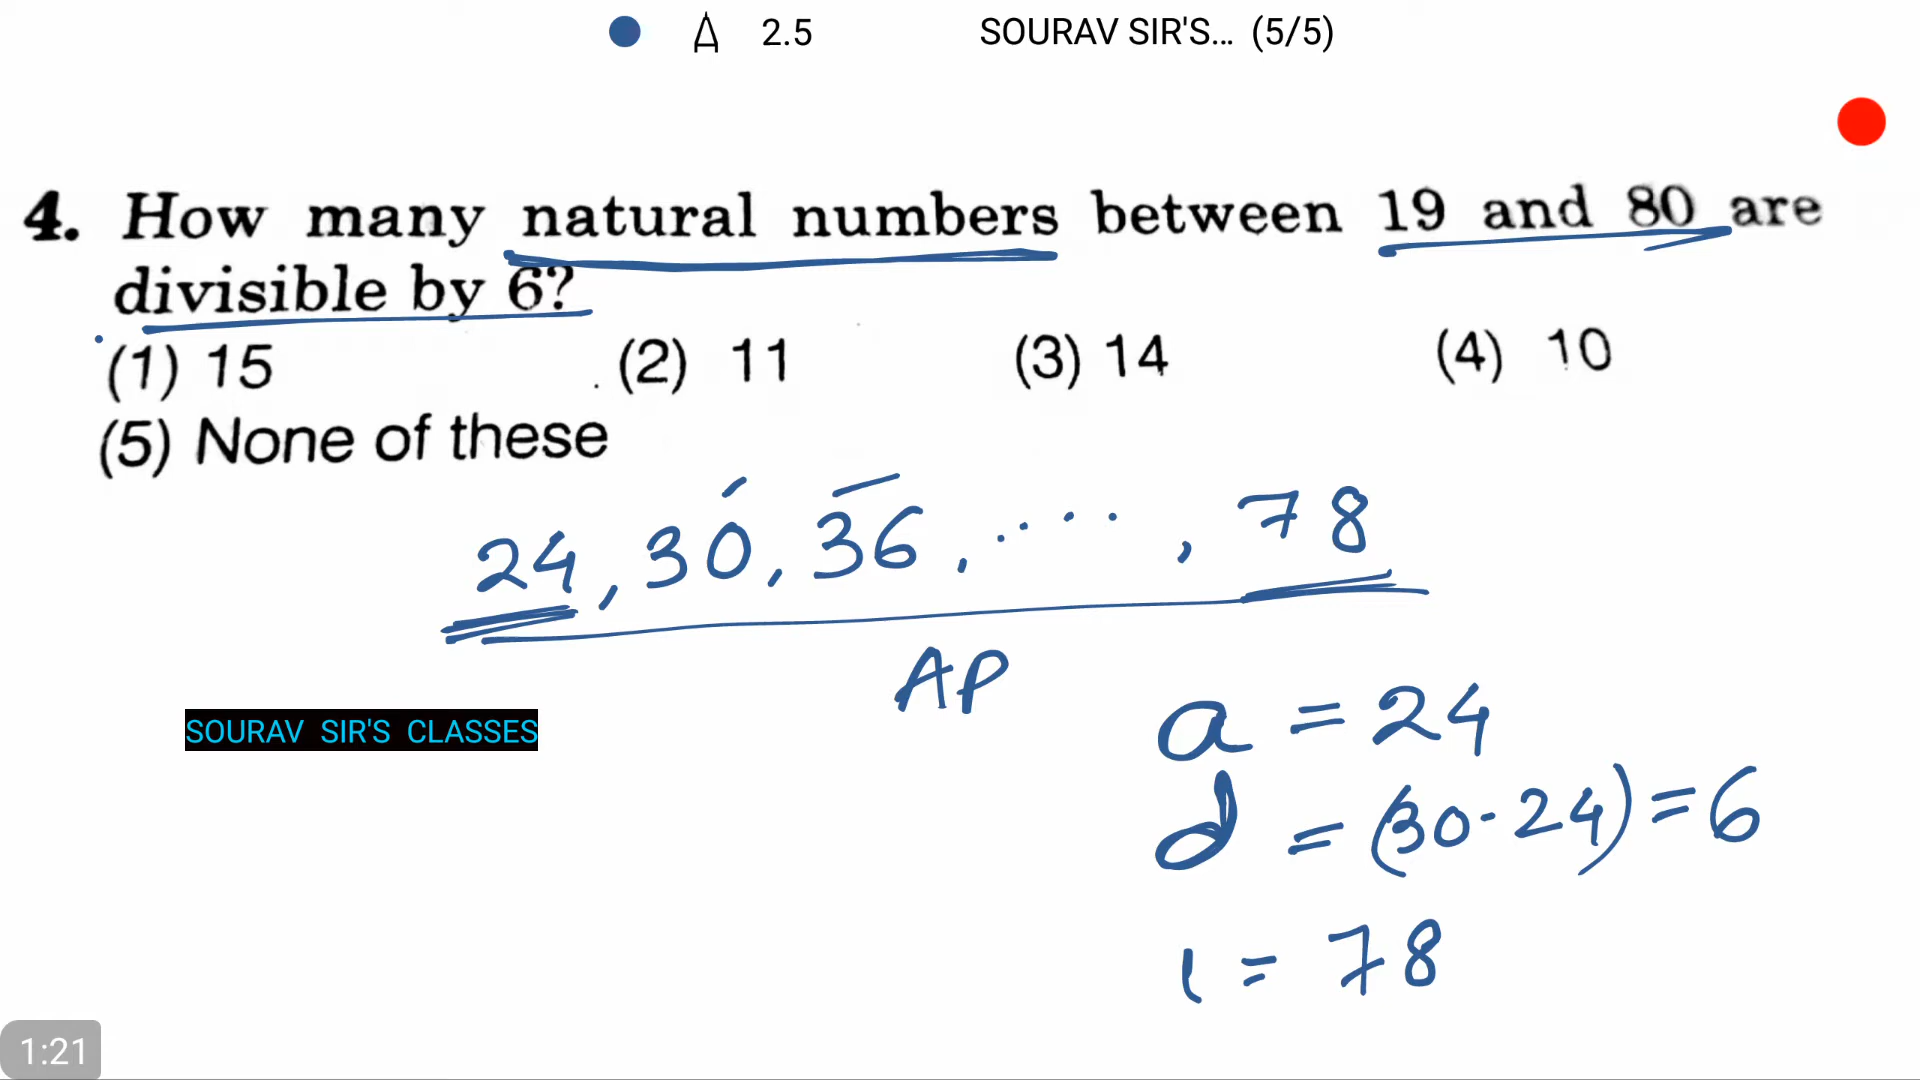 2.5 SOURAV SIR'S... (5/5)
4. How many natural numbers between 19 and 80 are
divisible by 6?
(1) 15 (2) 11 (3) 14 (4) 10
(5) None of these
24, 30, 36, ...., 78
AP
SOURAV SIR'S CLASSES
a = 24
d = (30-24) = 6
l = 78
1:21